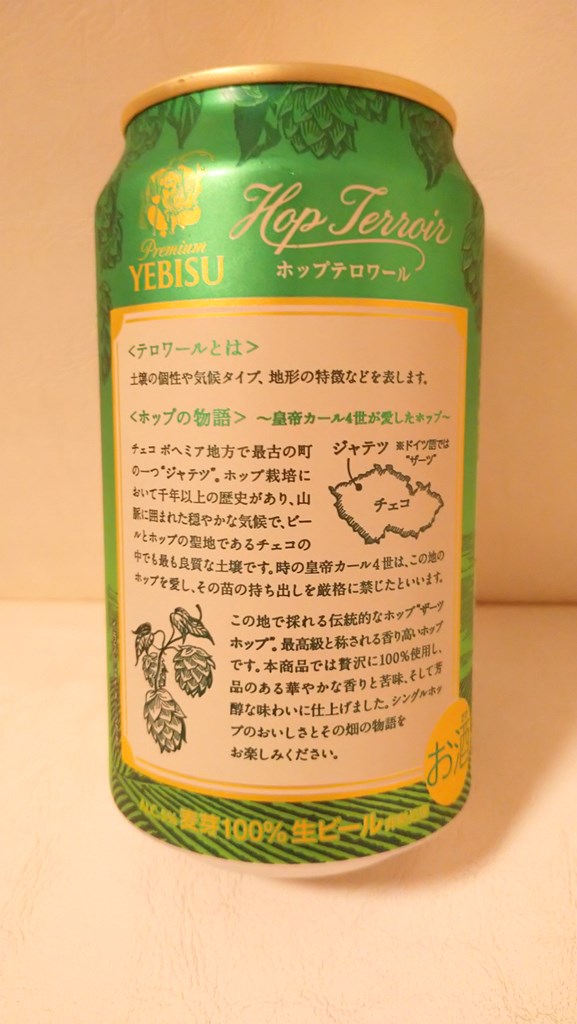 Premium
YEBISU
Hop Terroir
ホップテロワール
<テロワールとは>
土壌の個性や気候タイプ、地形の特徴などを表します。
<ホップの物語> ～皇帝カール4世が愛したホップ～
チェコ ボヘミア地方で最古の町
の一つ"ジャテツ"。ホップ栽培に
おいて千年以上の歴史があり、山
脈に囲まれた穏やかな気候で、ビー
ルとホップの聖地であるチェコの
中でも最も良質な土壌です。時の皇帝カール4世は、この地の
ホップを愛し、その苗の持ち出しを厳格に禁じたといいます。
ジャテツ ※ドイツ語では
"ザーツ"
チェコ
この地で採れる伝統的なホップ"ザーツ
ホップ"。最高級と称される香り高いホップ
です。本商品では贅沢に100%使用し、
品のある華やかな香りと苦味、そして芳
醇な味わいに仕上げました。シングルホッ
プのおいしさとその畑の物語を
お楽しみください。
お酒
麦芽100% 生ビール